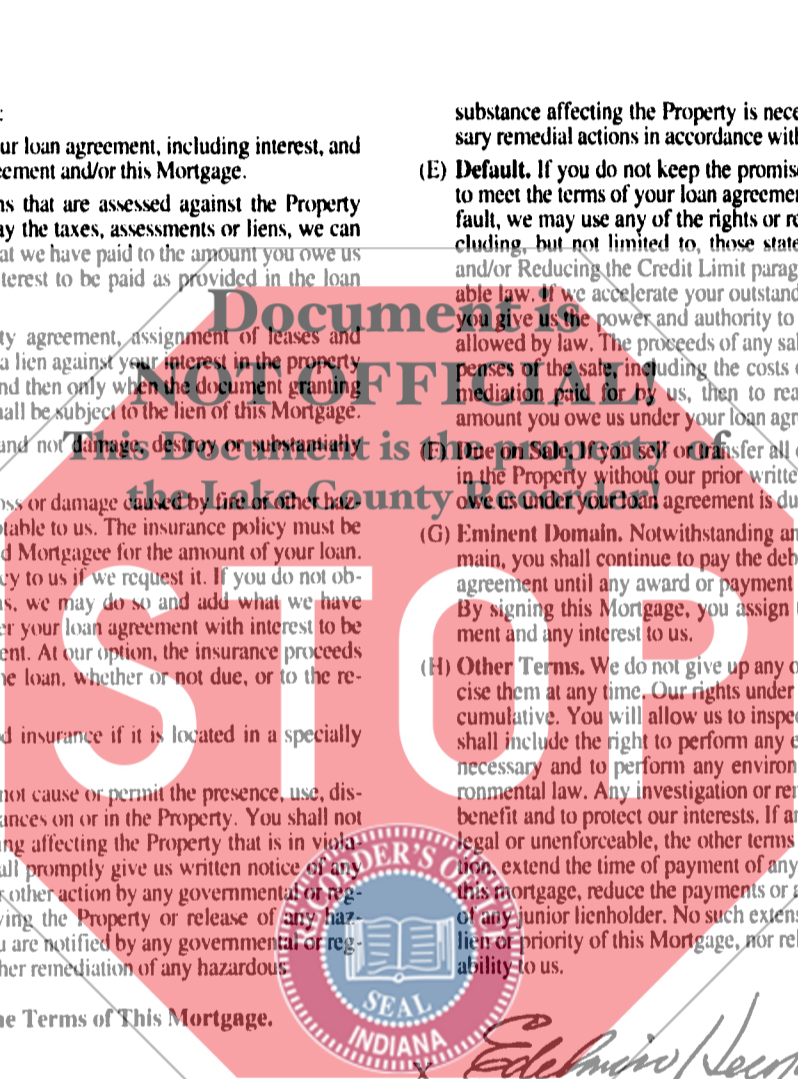 :
ur loan agreement, including interest, and
eement and/or this Mortgage.
ns that are assessed against the Property
ay the taxes, assessments or liens, we can
at we have paid to the amount you owe us
terest to be paid as provided in the loan
ty agreement, assignment of leases and
a lien against your interest in the property
nd then only when the document granting
hall be subject to the lien of this Mortgage.
und not damage, destroy or substantially
oss or damage caused by fire or other haz-
ptable to us. The insurance policy must be
d Mortgagee for the amount of your loan.
cy to us if we request it. If you do not ob-
s, we may do so and add what we have
er your loan agreement with interest to be
ent. At our option, the insurance proceeds
he loan, whether or not due, or to the re-
d insurance if it is located in a specially
not cause or permit the presence, use, dis-
ances on or in the Property. You shall not
ng affecting the Property that is in viola-
all promptly give us written notice of any
r other action by any governmental or reg-
ving the Property or release of any haz-
u are notified by any governmental or reg-
her remediation of any hazardous
he Terms of This Mortgage.
substance affecting the Property is nece
sary remedial actions in accordance with
(E) Default. If you do not keep the promise
to meet the terms of your loan agreemen
fault, we may use any of the rights or re
cluding, but not limited to, those state
and/or Reducing the Credit Limit parag
able law. If we accelerate your outstand
you give us the power and authority to
allowed by law. The proceeds of any sal
penses of the sale, including the costs o
mediation paid for by us, then to rea
amount you owe us under your loan agr
(F) Due on Sale. If you sell or transfer all o
in the Property without our prior writte
owe us under your loan agreement is du
(G) Eminent Domain. Notwithstanding an
main, you shall continue to pay the deb
agreement until any award or payment
By signing this Mortgage, you assign
ment and any interest to us.
(H) Other Terms. We do not give up any o
cise them at any time. Our rights under
cumulative. You will allow us to inspec
shall include the right to perform any e
necessary and to perform any environ
ronmental law. Any investigation or rem
benefit and to protect our interests. If an
legal or unenforceable, the other terms
tion, extend the time of payment of any
this mortgage, reduce the payments or a
of any junior lienholder. No such extens
lien or priority of this Mortgage, nor rel
ability to us.
Document is
NOT OFFICIAL!
This Document is the property of
the Lake County Recorder!
STOP
RECORDER'S OFFICE
SEAL
INDIANA
X